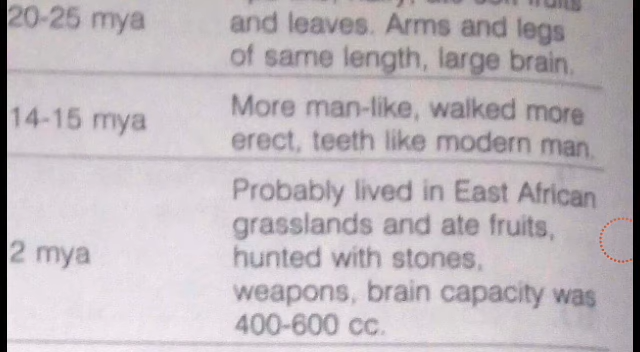 20-25 mya
and leaves. Arms and legs
of same length, large brain.
14-15 mya
More man-like, walked more
erect, teeth like modern man.
2 mya
Probably lived in East African
grasslands and ate fruits,
hunted with stones,
weapons, brain capacity was
400-600 cc.